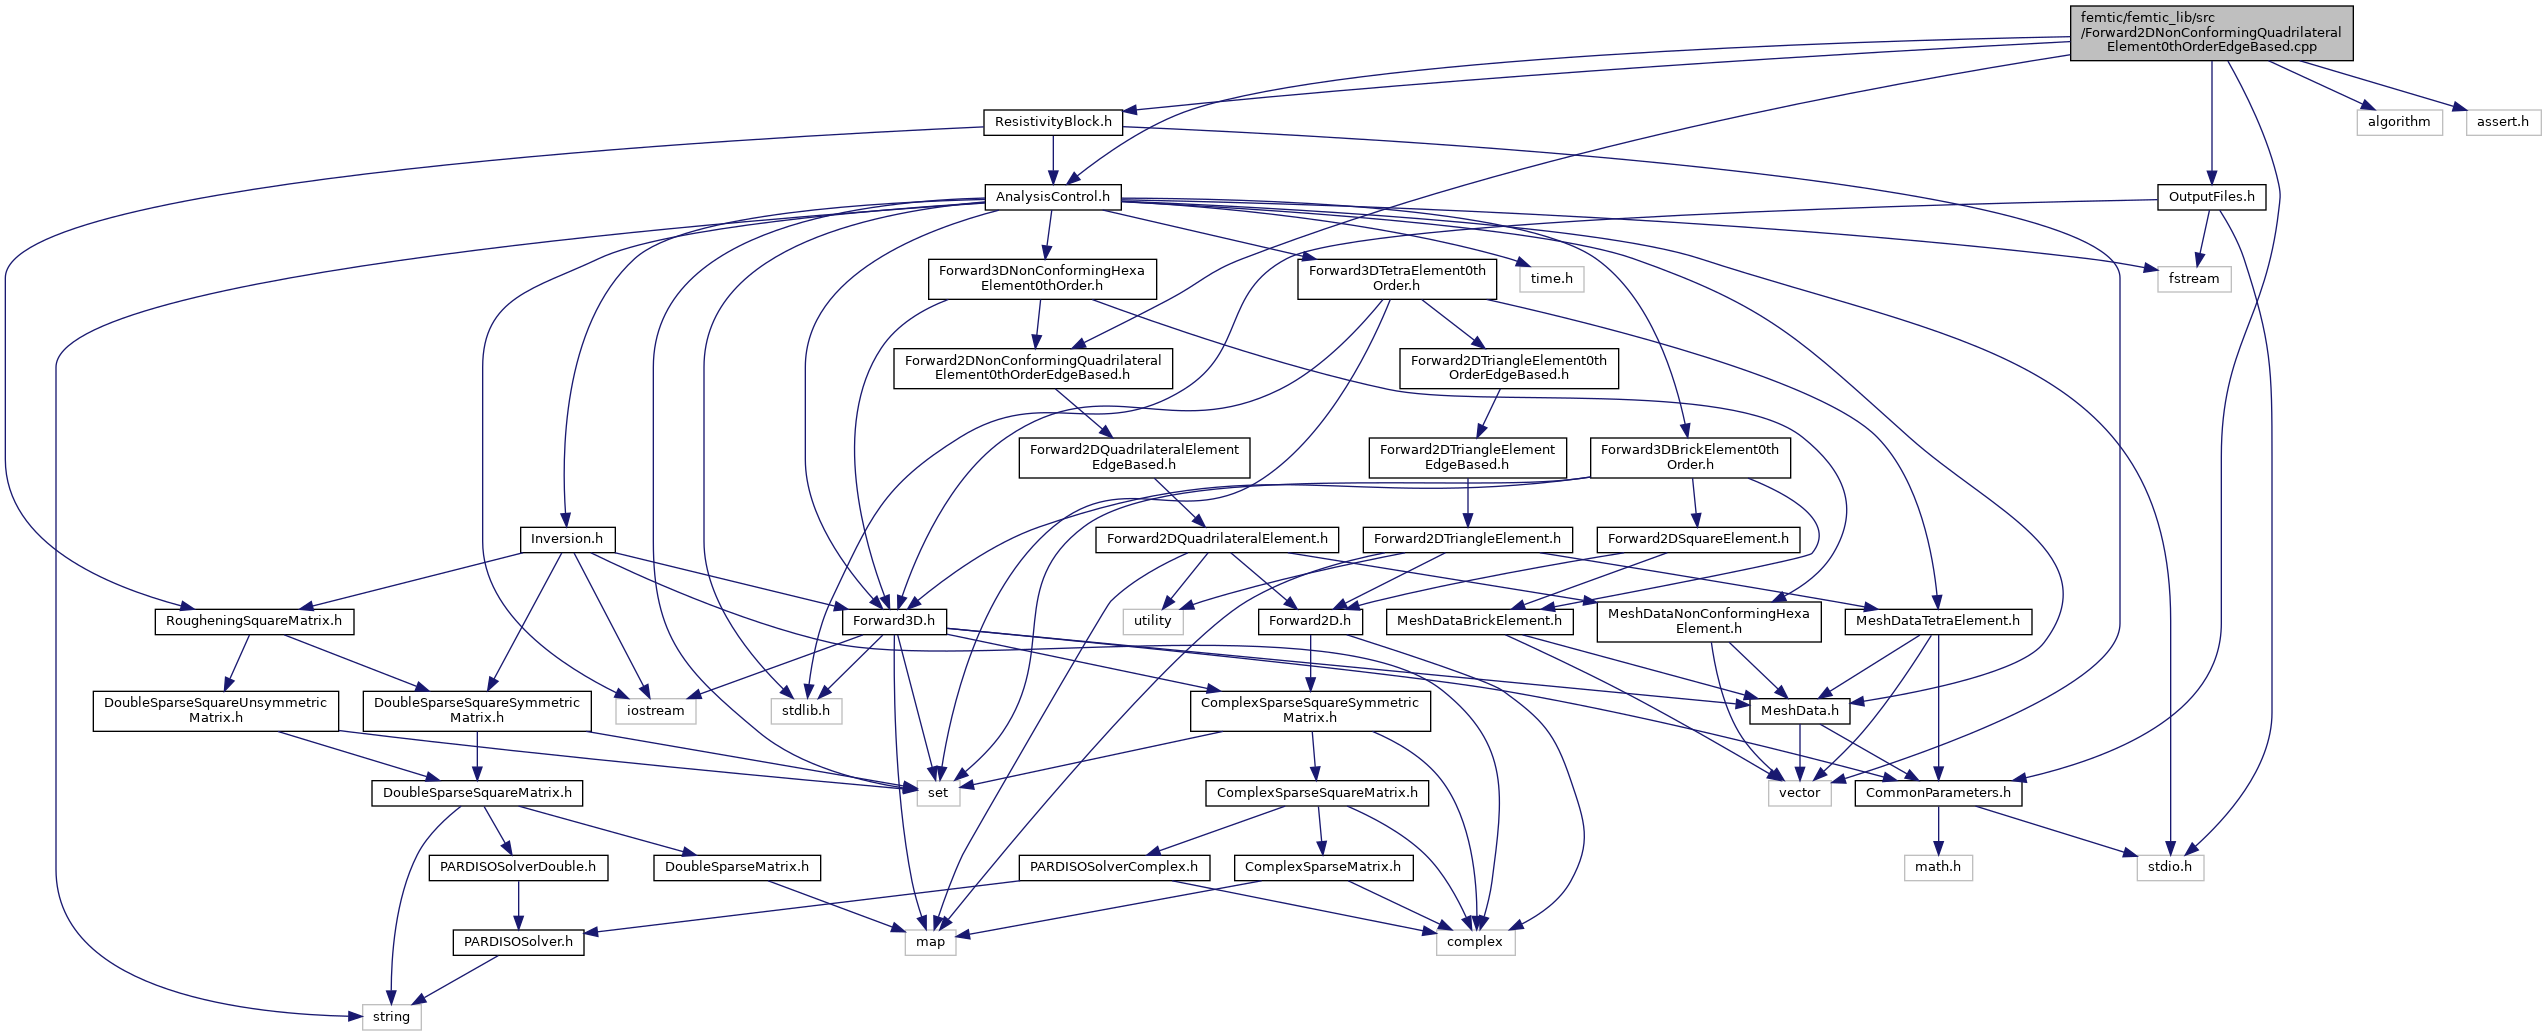 femtic/femtic_lib/src
/Forward2DNonConformingQuadrilateral
Element0thOrderEdgeBased.cpp
ResistivityBlock.h
algorithm
assert.h
AnalysisControl.h
OutputFiles.h
Forward3DNonConformingHexa
Element0thOrder.h
Forward3DTetraElement0th
Order.h
time.h
fstream
Forward2DNonConformingQuadrilateral
Element0thOrderEdgeBased.h
Forward2DTriangleElement0th
OrderEdgeBased.h
Forward2DQuadrilateralElement
EdgeBased.h
Forward2DTriangleElement
EdgeBased.h
Forward3DBrickElement0th
Order.h
Inversion.h
Forward2DQuadrilateralElement.h
Forward2DTriangleElement.h
Forward2DSquareElement.h
RougheningSquareMatrix.h
Forward3D.h
utility
Forward2D.h
MeshDataBrickElement.h
MeshDataNonConformingHexa
Element.h
MeshDataTetraElement.h
DoubleSparseSquareUnsymmetric
Matrix.h
DoubleSparseSquareSymmetric
Matrix.h
iostream
stdlib.h
ComplexSparseSquareSymmetric
Matrix.h
MeshData.h
DoubleSparseSquareMatrix.h
set
ComplexSparseSquareMatrix.h
vector
CommonParameters.h
PARDISOSolverDouble.h
DoubleSparseMatrix.h
PARDISOSolverComplex.h
ComplexSparseMatrix.h
math.h
stdio.h
PARDISOSolver.h
map
complex
string